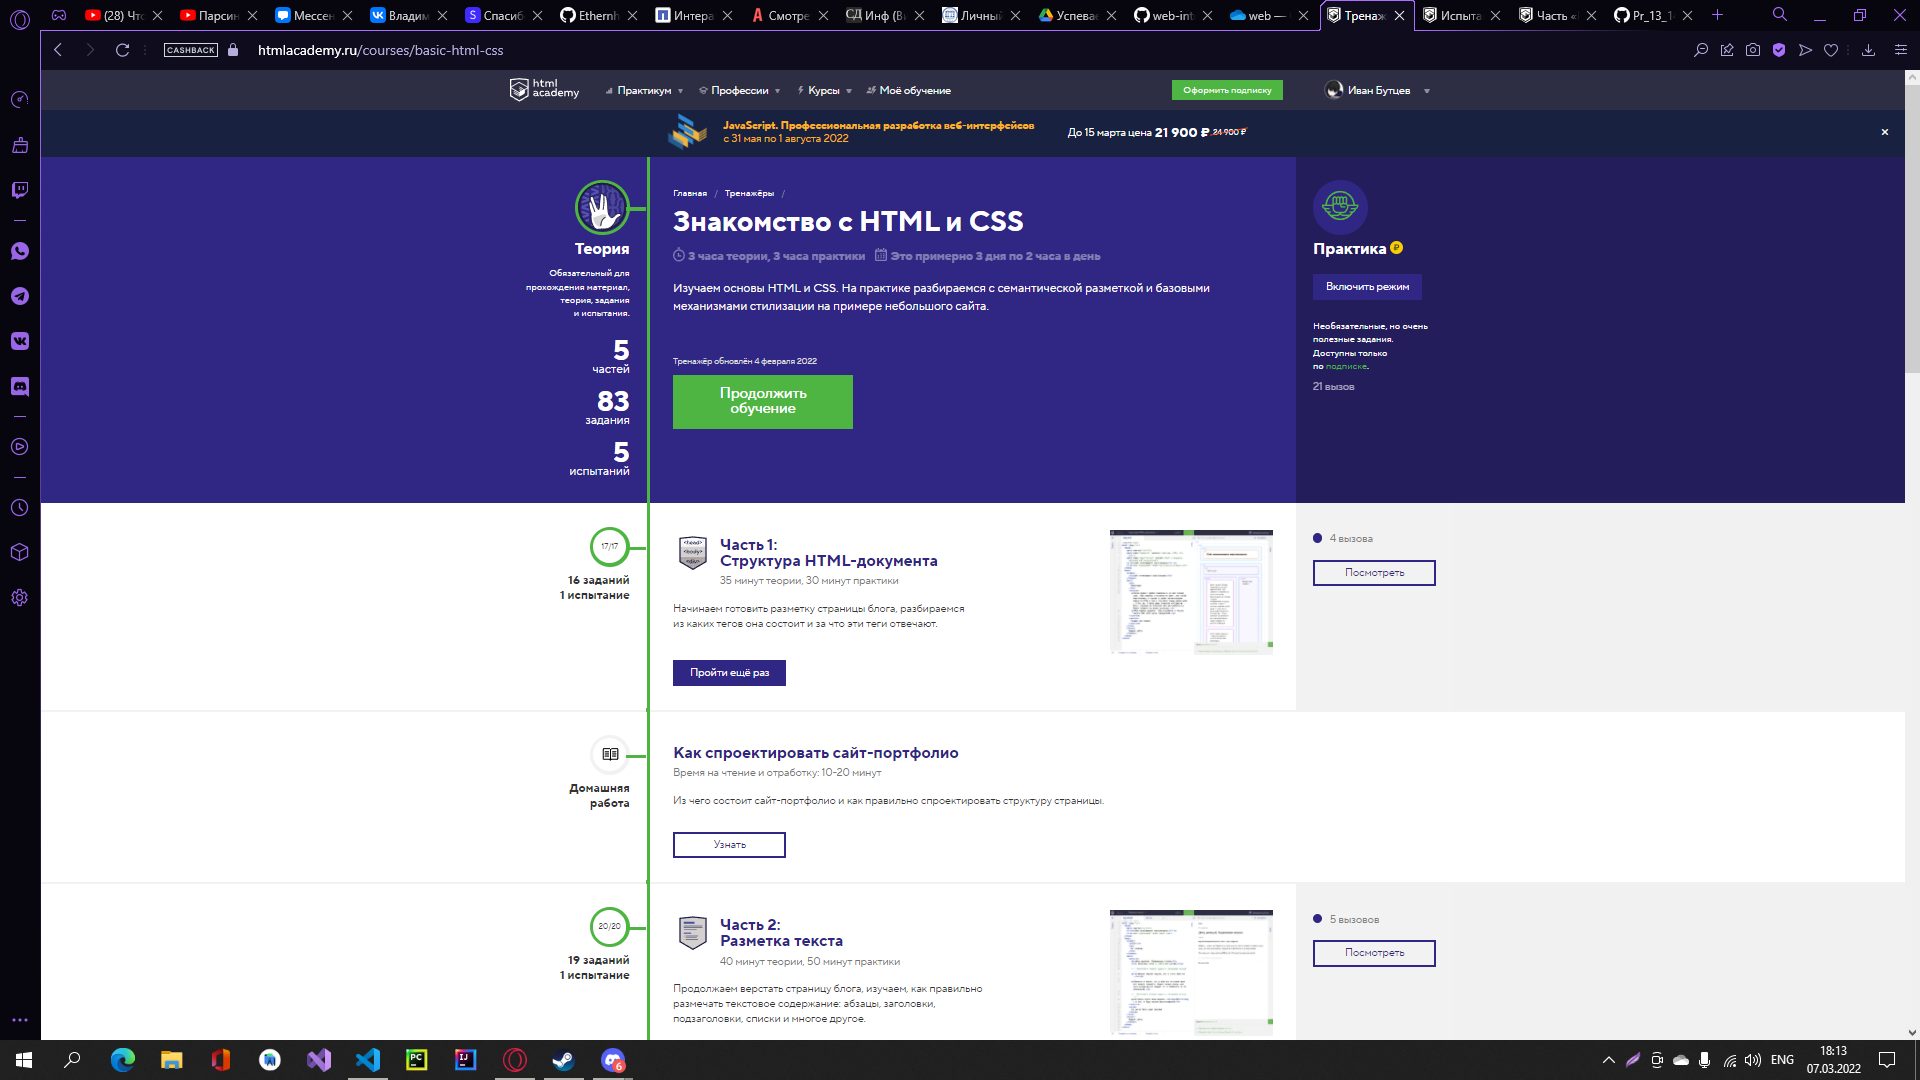 (28) Что
Парсин
Мессен
Владим
Спасиб
Ethernh
Интера
Смотре
СД Инф (Ви
Личный
Успевае
web-int
web —
Тренаж
Испыта
Часть «
Pr_13_1
CASHBACK
htmlacademy.ru/courses/basic-html-css
html
academy
Практикум
Профессии
Курсы
Моё обучение
Оформить подписку
Иван Бутцев
JavaScript. Профессиональная разработка веб-интерфейсов
с 31 мая по 1 августа 2022
До 15 марта цена 21 900 ₽ 24 900 ₽
Теория
Обязательный для
прохождения материал,
теория, задания
и испытания.
5
частей
83
задания
5
испытаний
Главная / Тренажёры /
Знакомство с HTML и CSS
3 часа теории, 3 часа практики
Это примерно 3 дня по 2 часа в день
Изучаем основы HTML и CSS. На практике разбираемся с семантической разметкой и базовыми
механизмами стилизации на примере небольшого сайта.
Тренажёр обновлён 4 февраля 2022
Продолжить
обучение
Практика ₽
Включить режим
Необязательные, но очень
полезные задания.
Доступны только
по подписке.
21 вызов
17/17
16 заданий
1 испытание
<head>
<body>
<div>
Часть 1:
Структура HTML-документа
35 минут теории, 30 минут практики
Начинаем готовить разметку страницы блога, разбираемся
из каких тегов она состоит и за что эти теги отвечают.
Пройти ещё раз
4 вызова
Посмотреть
Домашняя
работа
Как спроектировать сайт-портфолио
Время на чтение и отработку: 10-20 минут
Из чего состоит сайт-портфолио и как правильно спроектировать структуру страницы.
Узнать
20/20
19 заданий
1 испытание
Часть 2:
Разметка текста
40 минут теории, 50 минут практики
Продолжаем верстать страницу блога, изучаем, как правильно
размечать текстовое содержание: абзацы, заголовки,
подзаголовки, списки и многое другое.
5 вызовов
Посмотреть
PC
IJ
6
ENG
18:13
07.03.2022